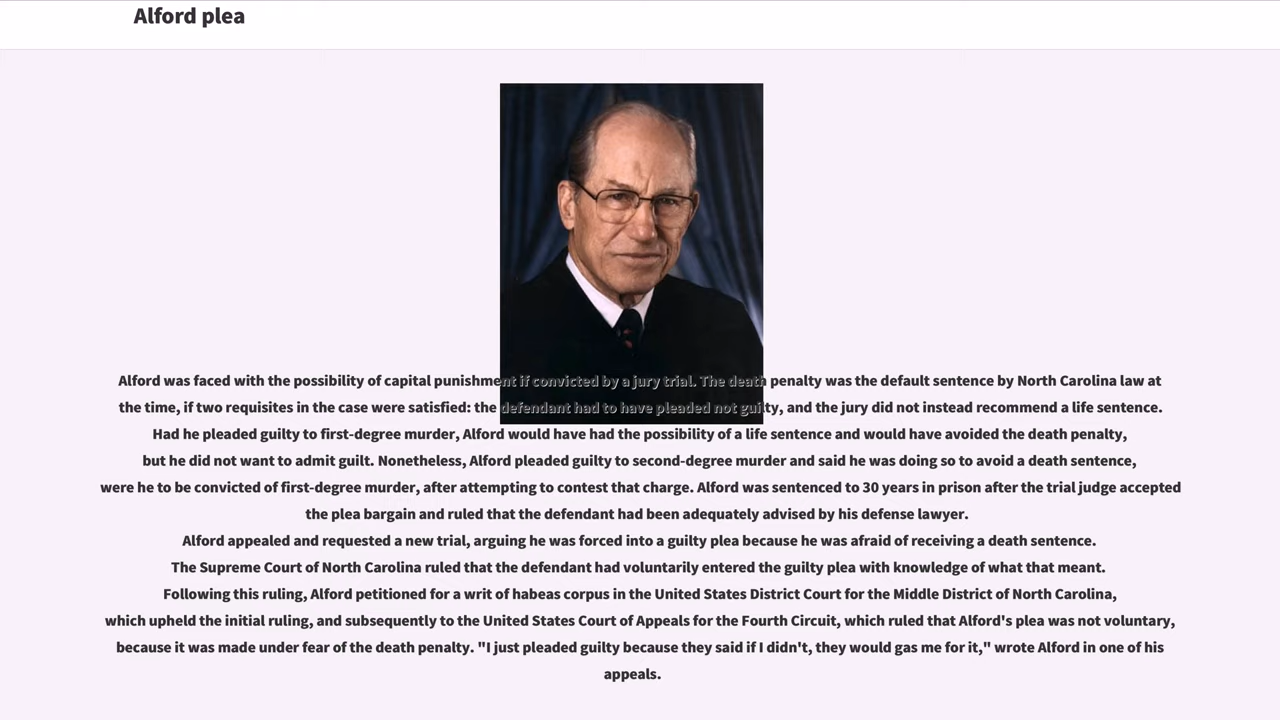 Alford plea
Alford was faced with the possibility of capital punishment if convicted by a jury trial. The death penalty was the default sentence by North Carolina law at
the time, if two requisites in the case were satisfied: the defendant had to have pleaded not guilty, and the jury did not instead recommend a life sentence.
Had he pleaded guilty to first-degree murder, Alford would have had the possibility of a life sentence and would have avoided the death penalty,
but he did not want to admit guilt. Nonetheless, Alford pleaded guilty to second-degree murder and said he was doing so to avoid a death sentence,
were he to be convicted of first-degree murder, after attempting to contest that charge. Alford was sentenced to 30 years in prison after the trial judge accepted
the plea bargain and ruled that the defendant had been adequately advised by his defense lawyer.
Alford appealed and requested a new trial, arguing he was forced into a guilty plea because he was afraid of receiving a death sentence.
The Supreme Court of North Carolina ruled that the defendant had voluntarily entered the guilty plea with knowledge of what that meant.
Following this ruling, Alford petitioned for a writ of habeas corpus in the United States District Court for the Middle District of North Carolina,
which upheld the initial ruling, and subsequently to the United States Court of Appeals for the Fourth Circuit, which ruled that Alford's plea was not voluntary,
because it was made under fear of the death penalty. "I just pleaded guilty because they said if I didn't, they would gas me for it," wrote Alford in one of his
appeals.